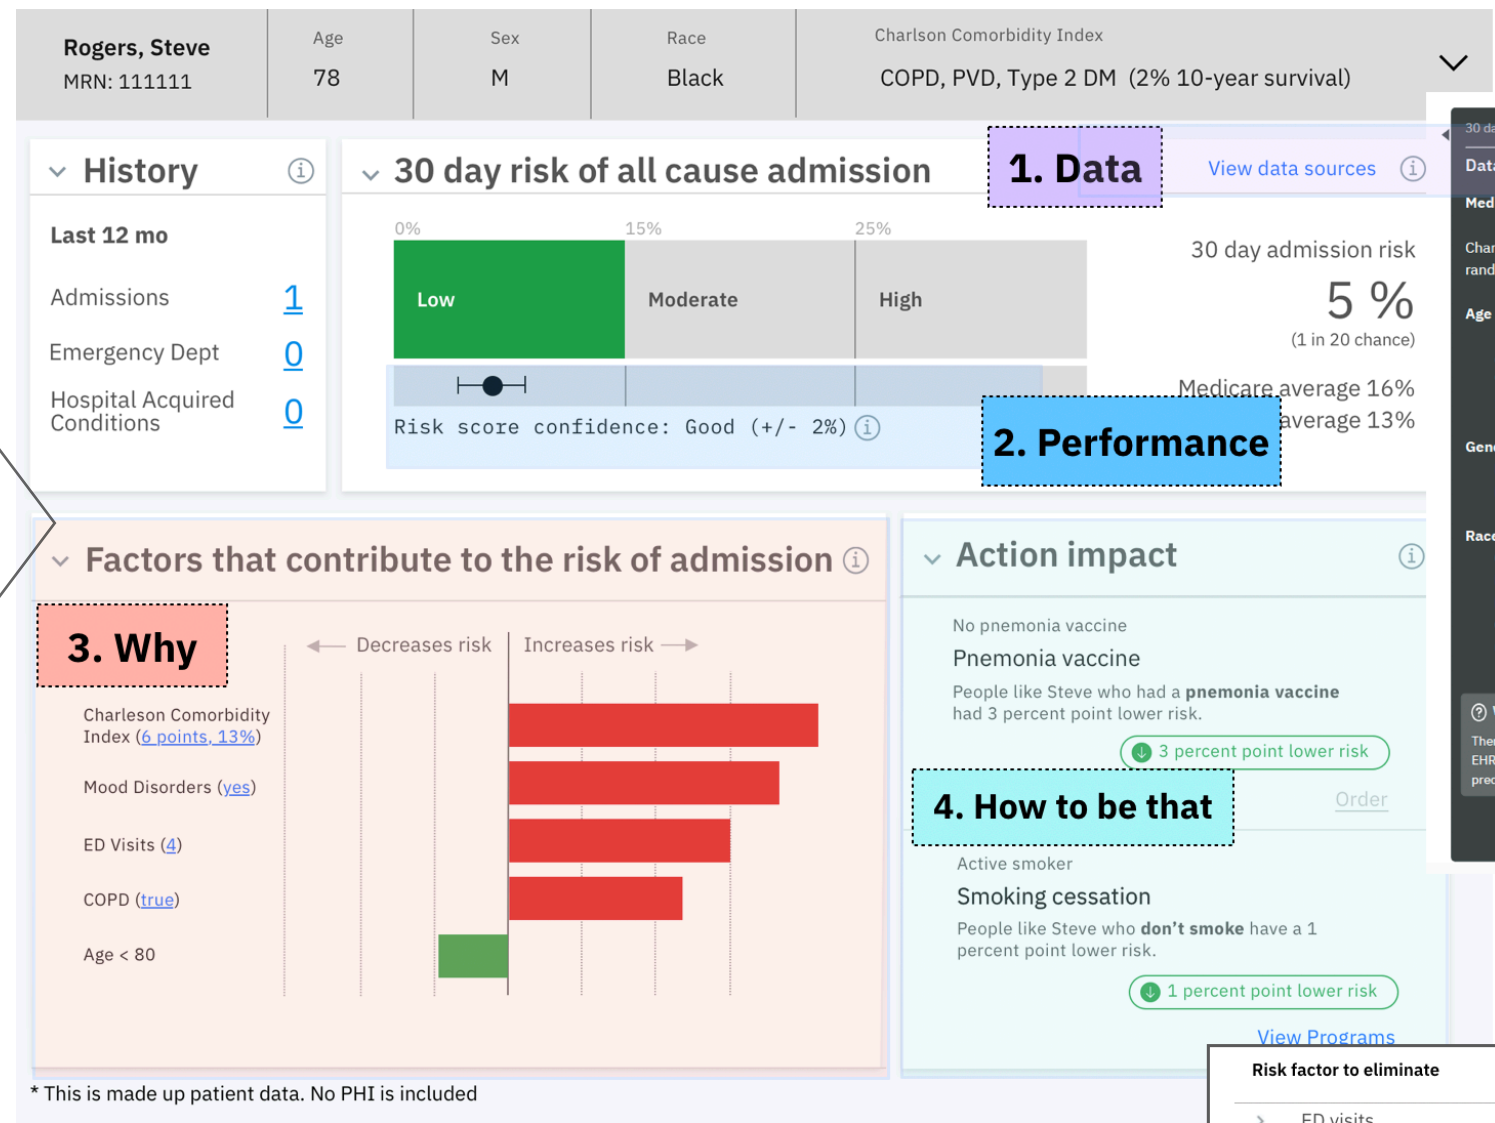 Rogers, Steve
MRN: 111111
Age
78
Sex
M
Race
Black
Charlson Comorbidity Index
COPD, PVD, Type 2 DM (2% 10-year survival)
History
Last 12 mo
Admissions 1
Emergency Dept 0
Hospital Acquired
Conditions 0
30 day risk of all cause admission
1. Data
View data sources
0% 15% 25%
Low Moderate High
30 day admission risk
5 %
(1 in 20 chance)
Medicare average 16%
average 13%
Risk score confidence: Good (+/- 2%)
2. Performance
30 da
Med
Age
Factors that contribute to the risk of admission
3. Why
Decreases risk Increases risk
Charleson Comorbidity
Index (6 points, 13%)
Mood Disorders (yes)
ED Visits (4)
COPD (true)
Age < 80
Action impact
No pnemonia vaccine
Pnemonia vaccine
People like Steve who had a pnemonia vaccine
had 3 percent point lower risk.
3 percent point lower risk
Order
4. How to be that
Active smoker
Smoking cessation
People like Steve who don't smoke have a 1
percent point lower risk.
1 percent point lower risk
View Programs
EHR
Risk factor to eliminate
ED visits
* This is made up patient data. No PHI is included